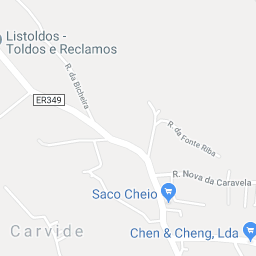 Listoldos -
Toldos e Reclamos
R. da Bicheira
ER349
R. da Fonte Riba
R. Nova da Caravela
Saco Cheio
Chen & Cheng, Lda
Carvide